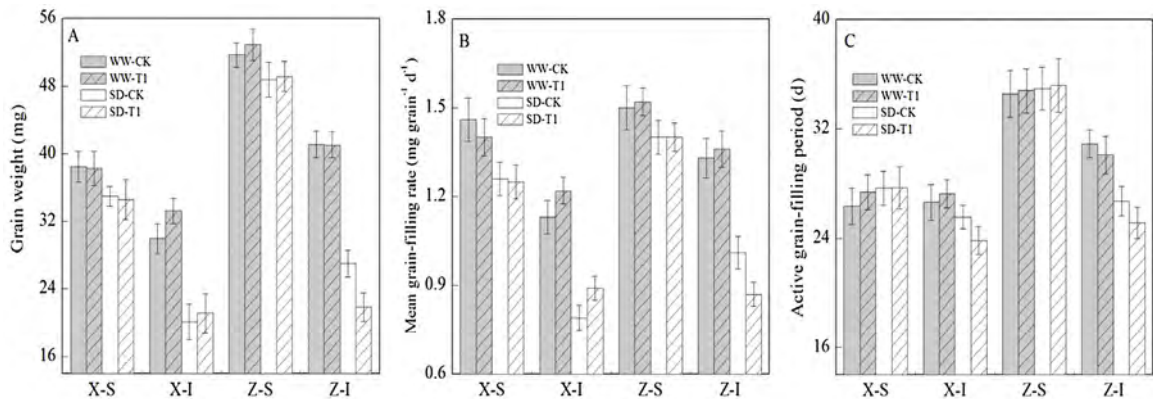 A
Grain weight (mg)
56
48
40
32
24
16
WW-CK
WW-T1
SD-CK
SD-T1
X-S X-I Z-S Z-I
B
Mean grain-filling rate (mg grain⁻¹ d⁻¹)
1.8
1.5
1.2
0.9
0.6
WW-CK
WW-T1
SD-CK
SD-T1
X-S X-I Z-S Z-I
C
Active grain-filling period (d)
40
32
24
16
WW-CK
WW-T1
SD-CK
SD-T1
X-S X-I Z-S Z-I